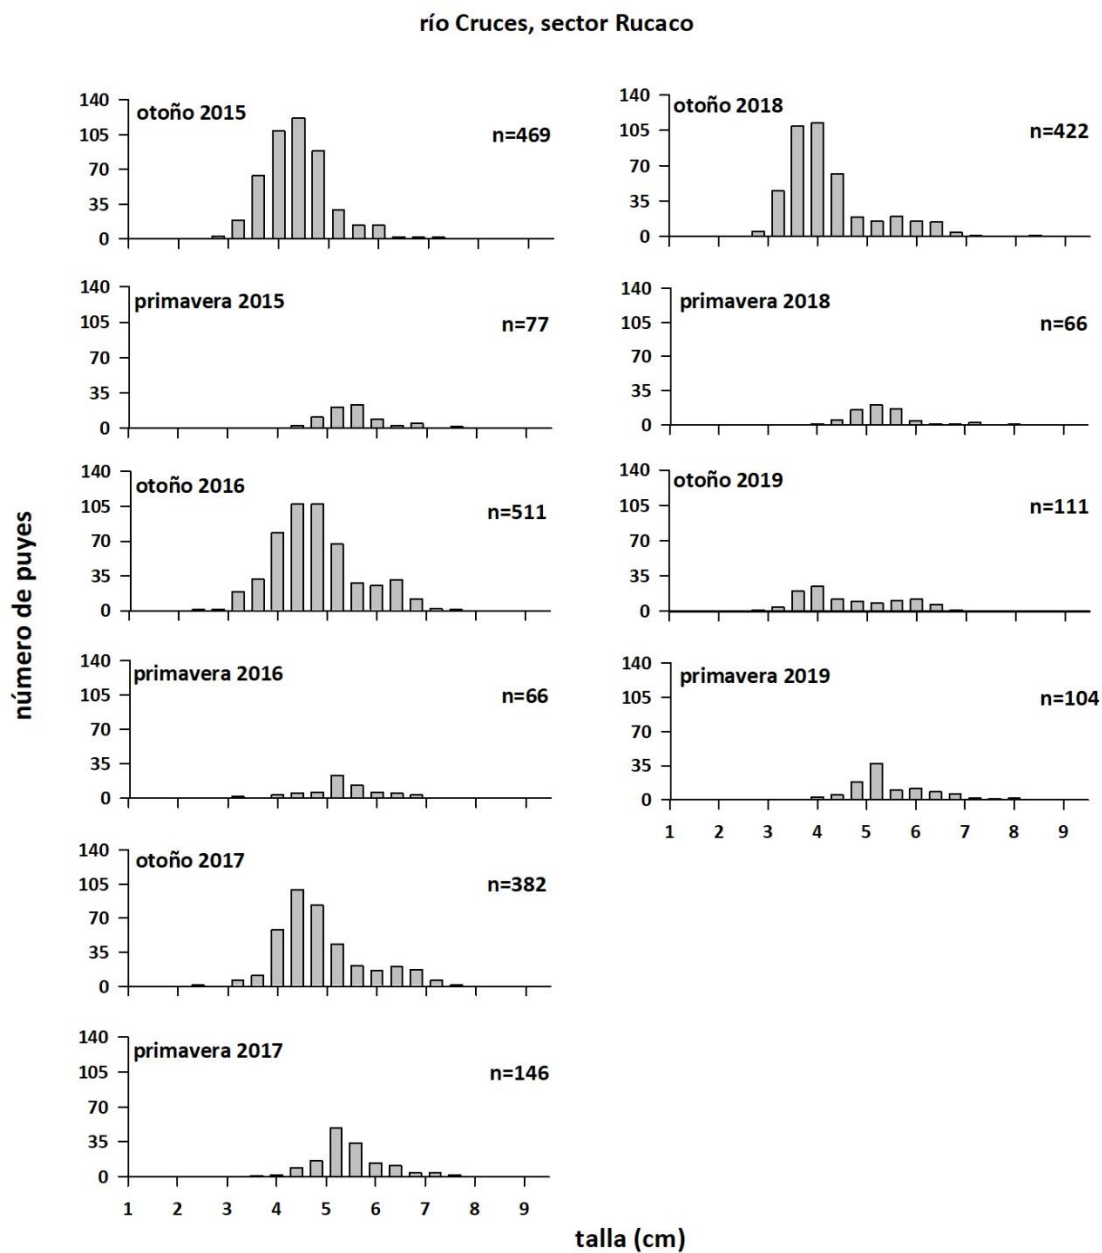 río Cruces, sector Rucaco
número de puyes
otoño 2015
n=469
140
105
70
35
0
primavera 2015
n=77
140
105
70
35
0
otoño 2016
n=511
140
105
70
35
0
primavera 2016
n=66
140
105
70
35
0
otoño 2017
n=382
140
105
70
35
0
primavera 2017
n=146
140
105
70
35
0
1 2 3 4 5 6 7 8 9
otoño 2018
n=422
140
105
70
35
0
primavera 2018
n=66
140
105
70
35
0
otoño 2019
n=111
140
105
70
35
0
primavera 2019
n=104
140
105
70
35
0
1 2 3 4 5 6 7 8 9
talla (cm)